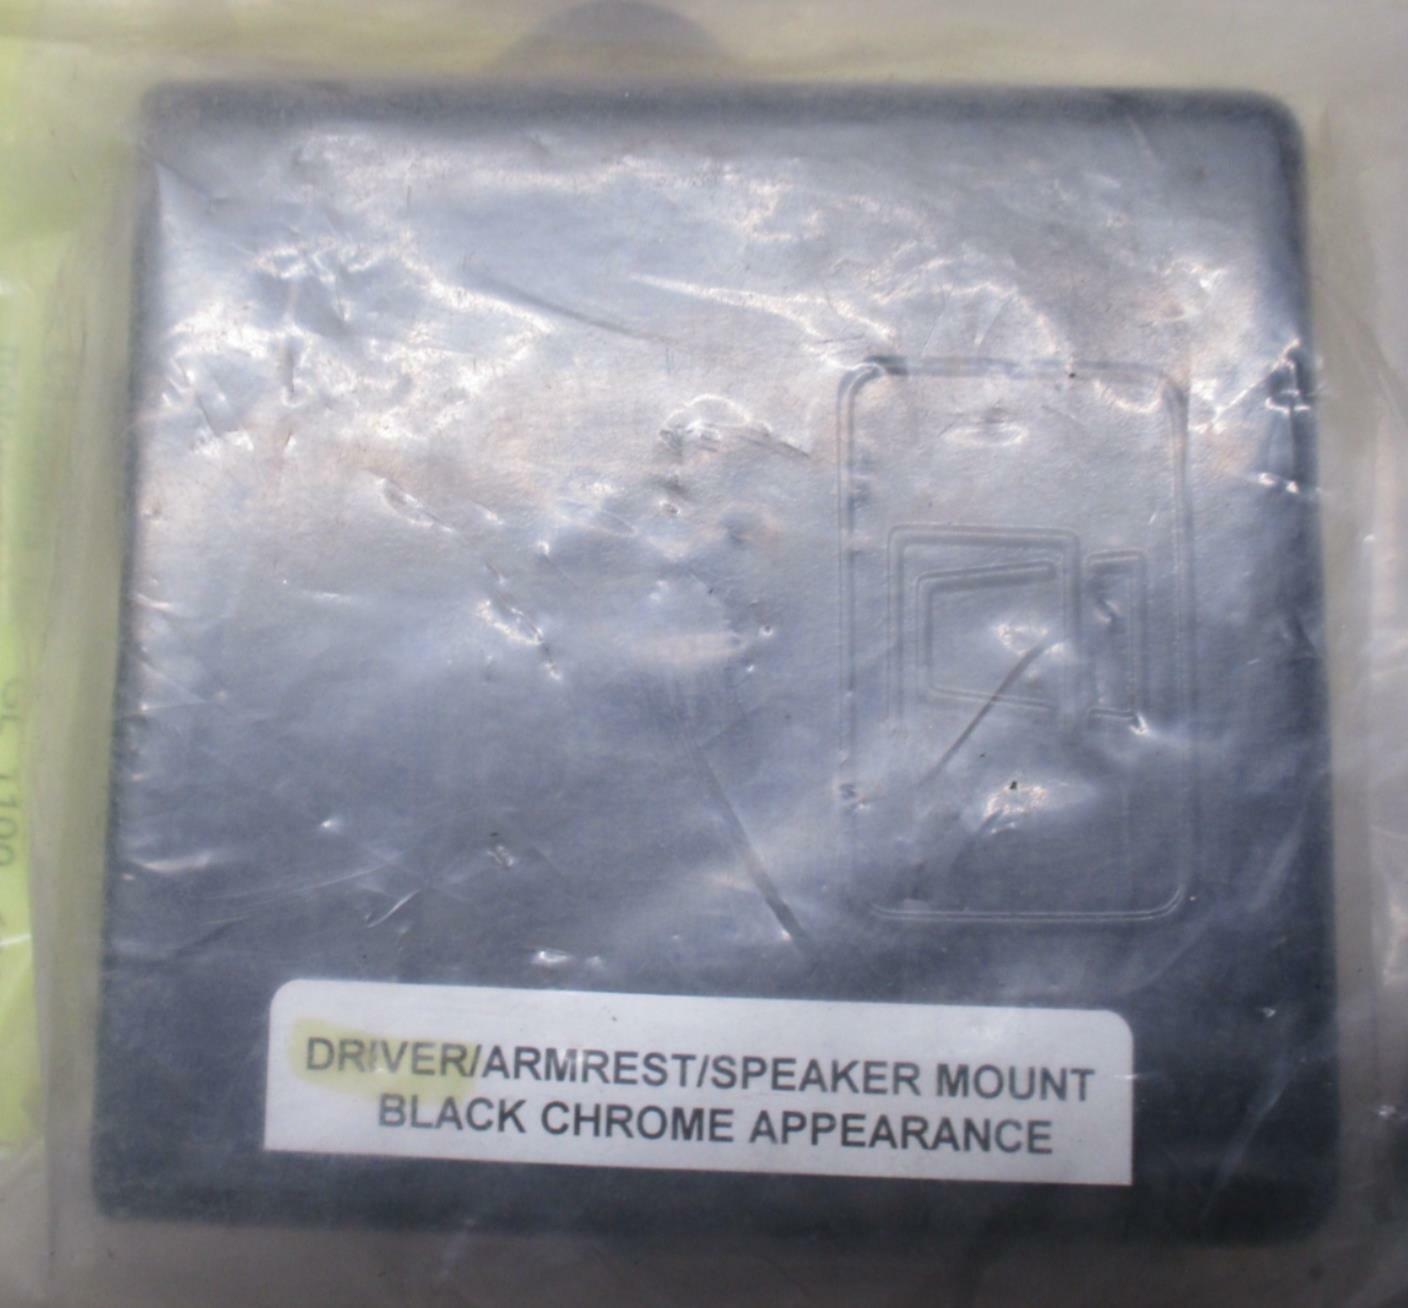 DRIVER/ARMREST/SPEAKER MOUNT
BLACK CHROME APPEARANCE